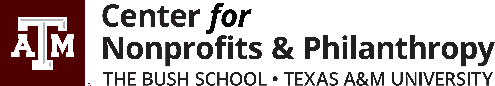 ATM
Center for
Nonprofits & Philanthropy
THE BUSH SCHOOL • TEXAS A&M UNIVERSITY